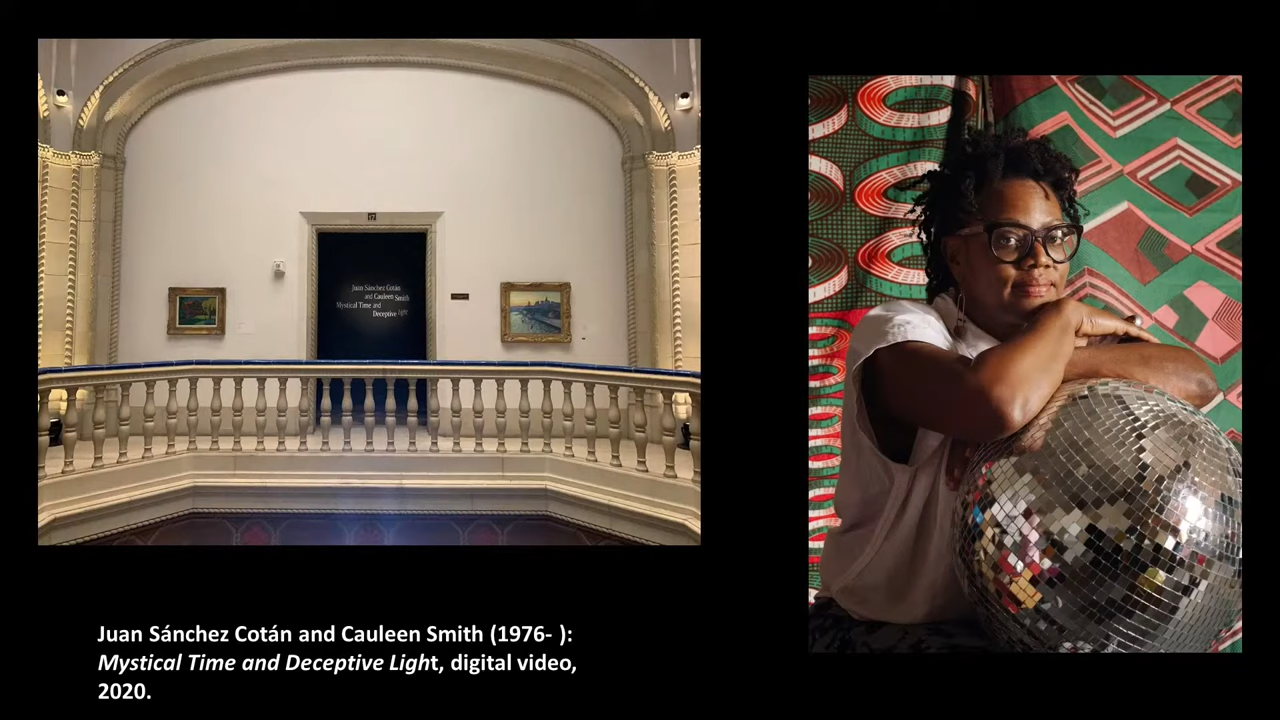 17
Juan Sánchez Cotán
and Cauleen Smith
Mystical Time and
Deceptive light
Juan Sánchez Cotán and Cauleen Smith (1976- ):
Mystical Time and Deceptive Light, digital video,
2020.